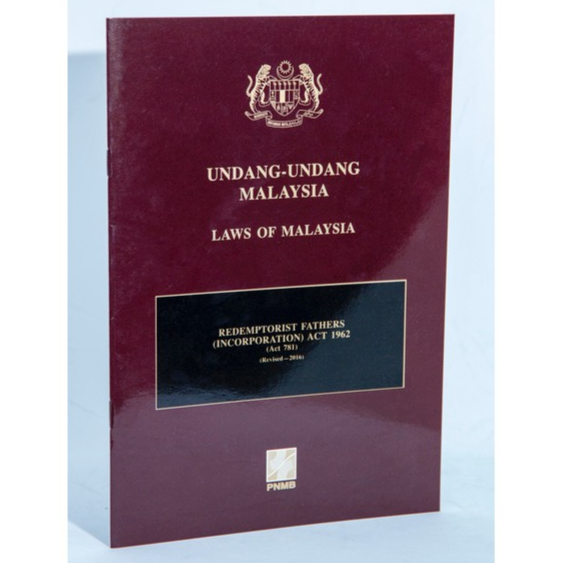 UNDANG-UNDANG
MALAYSIA
LAWS OF MALAYSIA
REDEMPTORIST FATHERS
(INCORPORATION) ACT 1962
(Act 781)
(Revised—2016)
PNMB